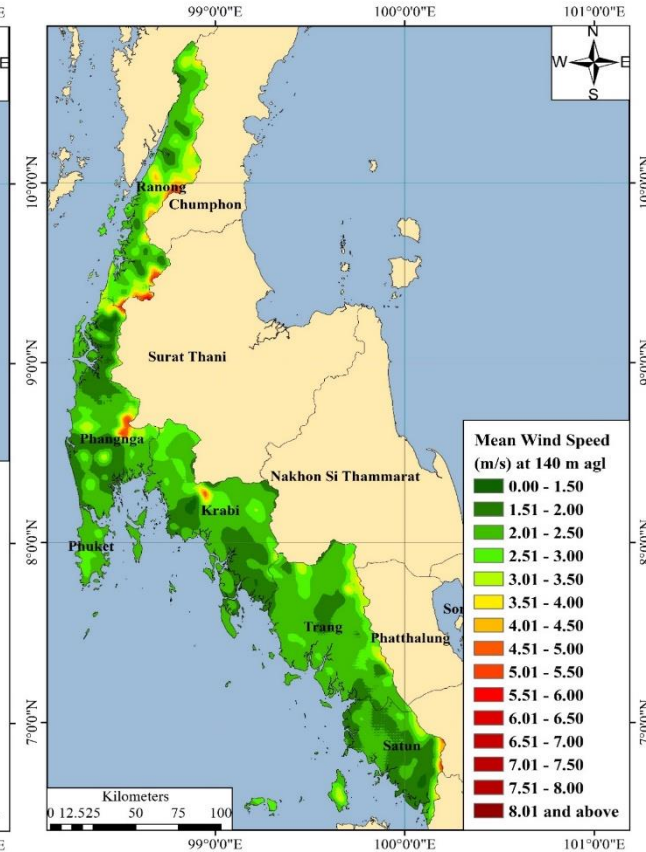 99°0'0"E
100°0'0"E
101°0'0"E
E
N
W
E
S
10°0'0"N
Ranong
Chumphon
Surat Thani
9°0'0"N
Phangnga
Nakhon Si Thammarat
Krabi
8°0'0"N
Phuket
Trang
Phatthalung
Son
7°0'0"N
Satun
Mean Wind Speed
(m/s) at 140 m agl
0.00 - 1.50
1.51 - 2.00
2.01 - 2.50
2.51 - 3.00
3.01 - 3.50
3.51 - 4.00
4.01 - 4.50
4.51 - 5.00
5.01 - 5.50
5.51 - 6.00
6.01 - 6.50
6.51 - 7.00
7.01 - 7.50
7.51 - 8.00
8.01 and above
Kilometers
0 12.525 50 75 100
E
99°0'0"E
100°0'0"E
101°0'0"E